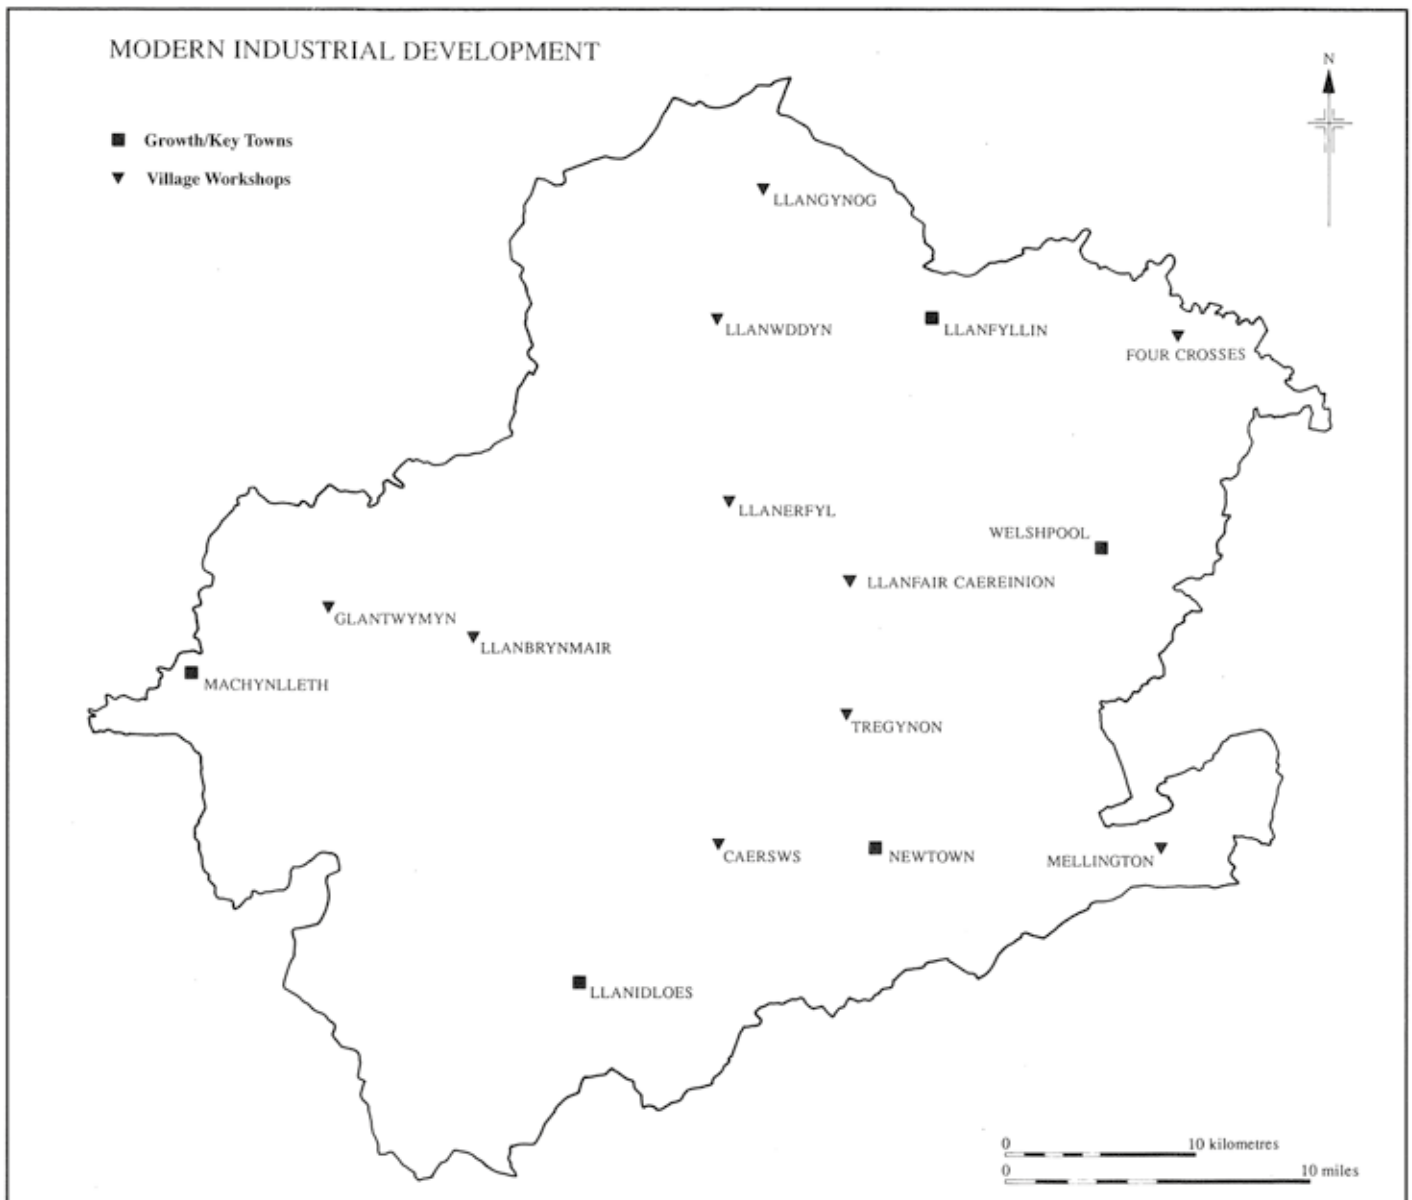 MODERN INDUSTRIAL DEVELOPMENT
N
Growth/Key Towns
Village Workshops
LLANGYNOG
LLANWDDYN
LLANFYLLIN
FOUR CROSSES
LLANERFYL
WELSHPOOL
LLANFAIR CAEREINION
GLANTWYMYN
LLANBRYNMAIR
MACHYNLLETH
TREGYNON
CAERSWS
NEWTOWN
MELLINGTON
LLANIDLOES
0 10 kilometres
0 10 miles